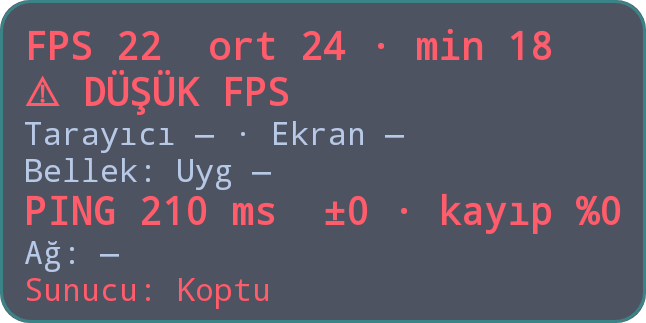 FPS 22  ort 24 · min 18
⚠ DÜŞÜK FPS
Tarayıcı — · Ekran —
Bellek: Uyg —
PING 210 ms  ±0 · kayıp %0
Ağ: —
Sunucu: Koptu